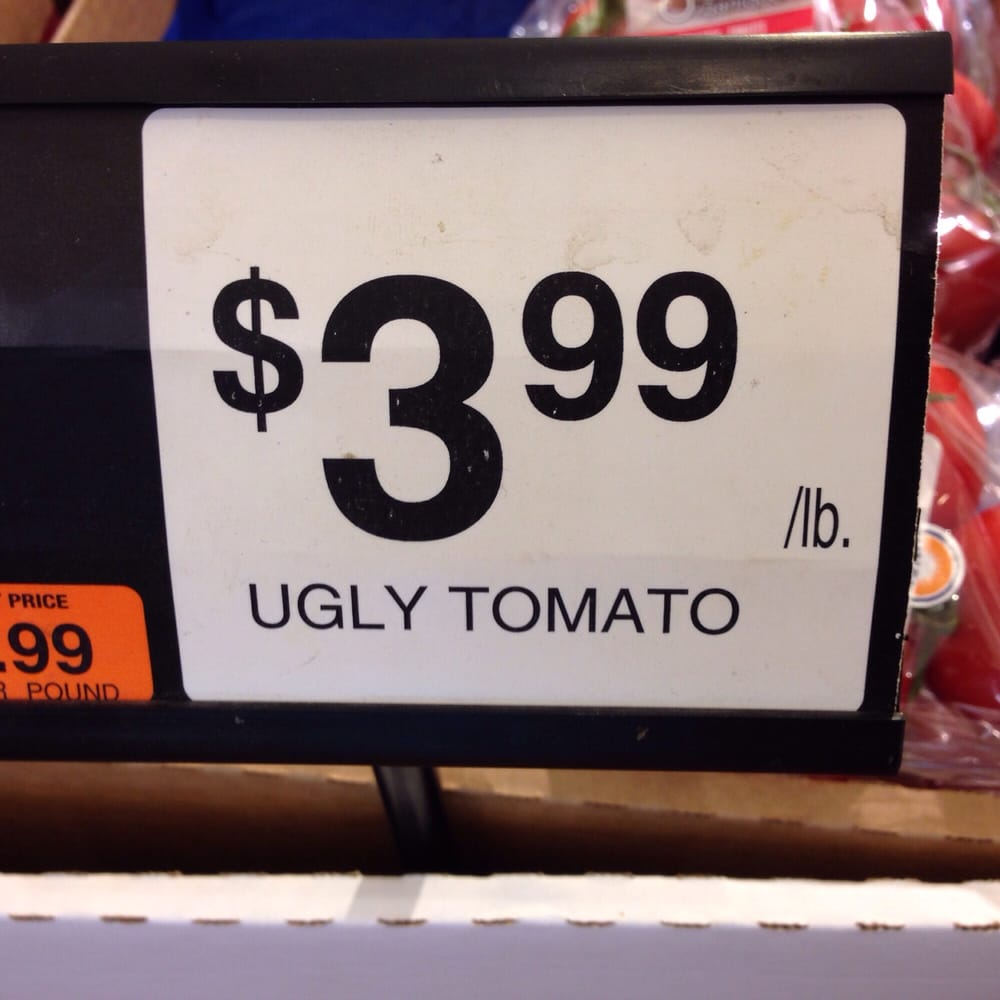 $3.99
/lb.
UGLY TOMATO
PRICE
.99
POUND